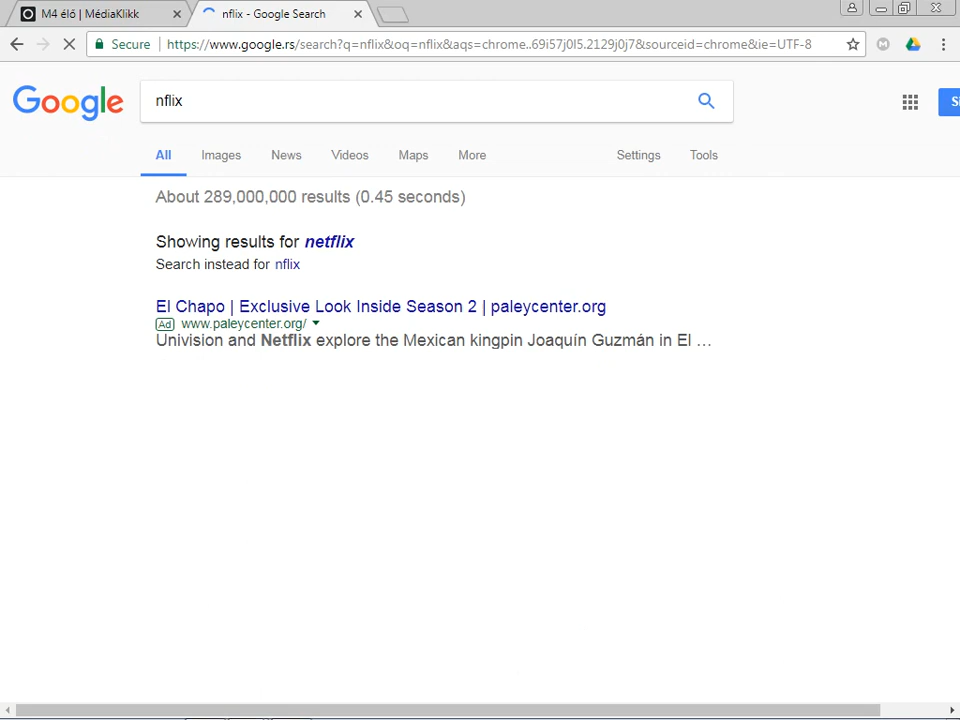 M4 élő | MédiaKlikk
nflix - Google Search
Secure
https://www.google.rs/search?q=nflix&oq=nflix&aqs=chrome..69i57j0l5.2129j0j7&sourceid=chrome&ie=UTF-8
Google
nflix
All Images News Videos Maps More Settings Tools
About 289,000,000 results (0.45 seconds)
Showing results for netflix
Search instead for nflix
El Chapo | Exclusive Look Inside Season 2 | paleycenter.org
Ad www.paleycenter.org/
Univision and Netflix explore the Mexican kingpin Joaquín Guzmán in El ...